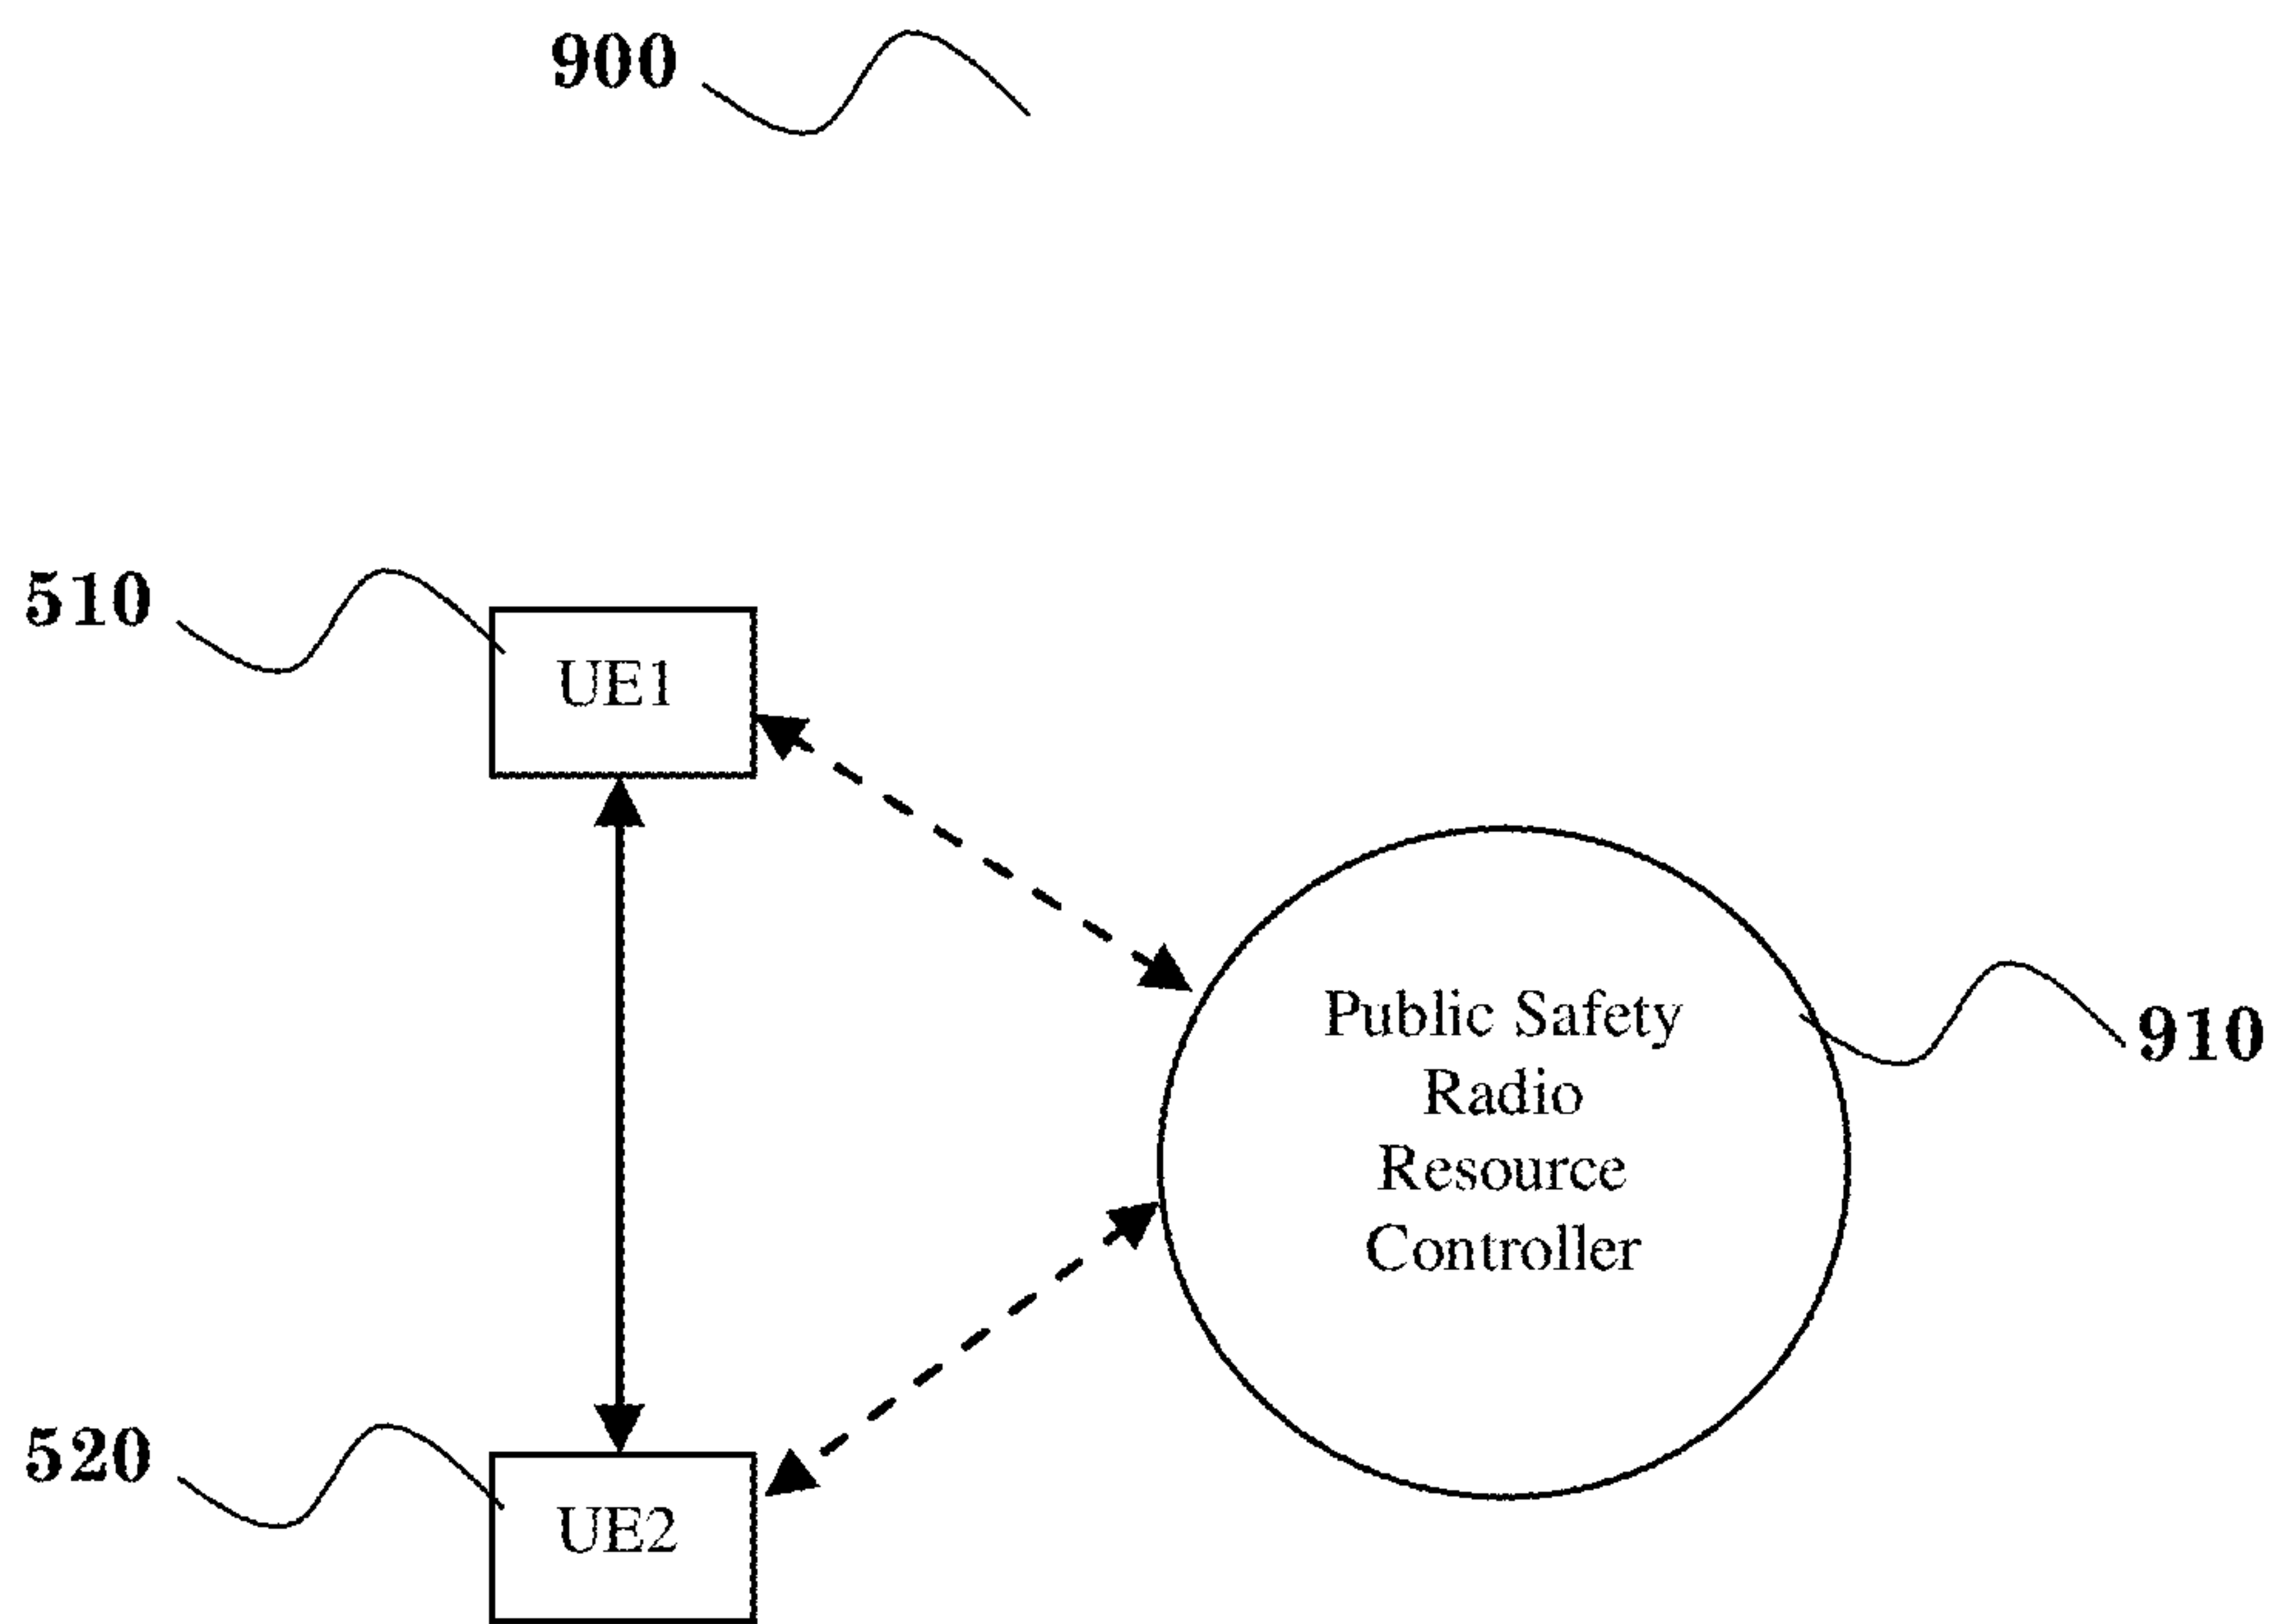 900
510
UE1
Public Safety
Radio
Resource
Controller
910
520
UE2